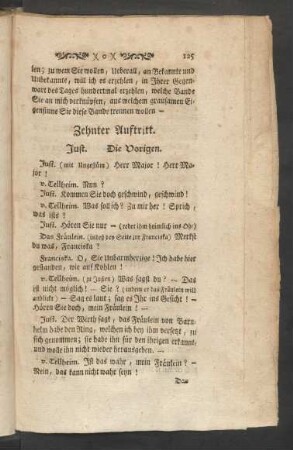 125
len; zu wem Sie wollen, Ueberall, an Bekannte und
Unbekannte, will ich es erzehlen, in Ihrer Gegen-
wart des Tages hundertmal erzehlen, welche Bande
Sie an mich verknüpfen, aus welchem grausamen Ei-
gensinne Sie diese Bande trennen wollen –
Zehnter Auftritt.
Just. Die Vorigen.
Just. (mit Ungestüm) Herr Major! Herr Ma-
jor!
v. Tellheim. Nun?
Just. Kommen Sie doch geschwind, geschwind!
v. Tellheim. Was soll ich? Zu mir her! Sprich,
was ists?
Just. Hören Sie nur – (redet ihm heimlich ins Ohr)
Das Fräulein. (indeß bey Seite zur Franciska) Merkst
du was, Franciska?
Franciska. O, Sie Unbarmherzige! Ich habe hier
gestanden, wie auf Kohlen!
v. Tellheim. (zu Justen) Was sagst du? – Das
ist nicht möglich! – Sie? (indem er das Fräulein wild
anblickt) – Sag es laut; sag es Ihr ins Gesicht! –
Hören Sie doch, mein Fräulein! –
Just. Der Wirth sagt, das Fräulein von Barn-
helm habe den Ring, welchen ich bey ihm versetzt, zu
sich genommen; sie habe ihn für den ihrigen erkannt,
und wolle ihn nicht wieder herausgeben. –
v. Tellheim. Ist das wahr, mein Fräulein? –
Nein, das kann nicht wahr seyn!
Das